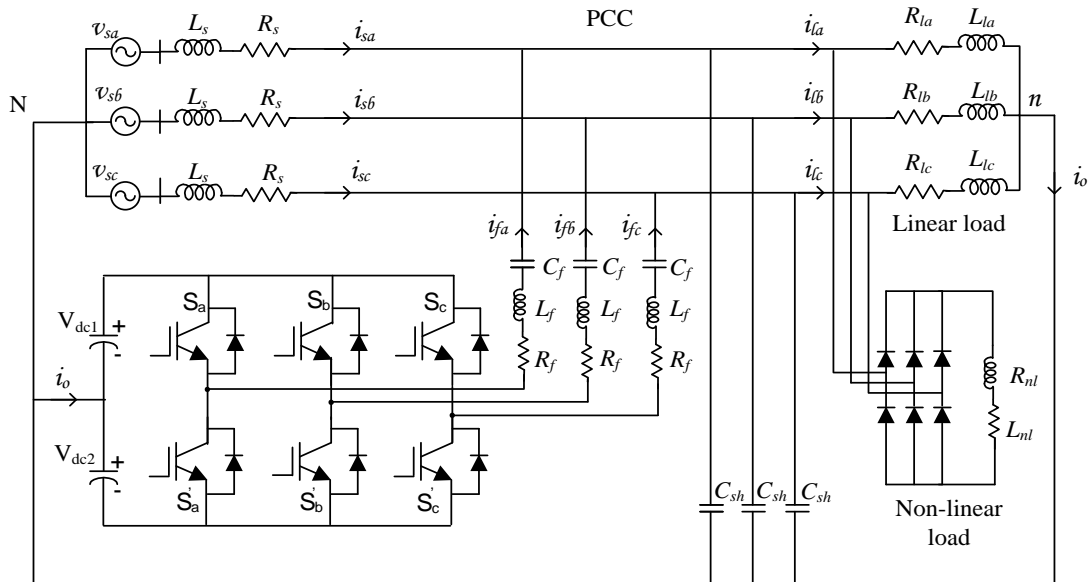 PCC
v_sa L_s R_s i_sa i_la R_la L_la
N v_sb L_s R_s i_sb i_lb R_lb L_lb n
v_sc L_s R_s i_sc i_lc R_lc L_lc i_o
Linear load
i_fa i_fb i_fc
C_f C_f C_f
L_f L_f L_f
R_f R_f R_f
V_dc1 + - S_a S_b S_c
i_o
V_dc2 + - S'_a S'_b S'_c
R_nl
L_nl
C_sh C_sh C_sh
Non-linear
load